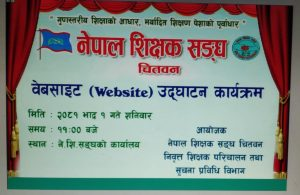 "गुणस्तरीय शिक्षाको आधार, मर्यादित शिक्षण पेशाको पूर्वाधार"
नेपाल शिक्षक सङ्घ
चितवन
वेबसाइट (Website) उद्घाटन कार्यक्रम
मिति : २०८१ भाद्र १ गते शनिवार
समय : ११:०० बजे
स्थान : ने.शि सङ्घको कार्यालय
आयोजक
नेपाल शिक्षक सङ्घ चितवन
निवृत्त शिक्षक परिचालन तथा
सूचना प्रविधि विभाग